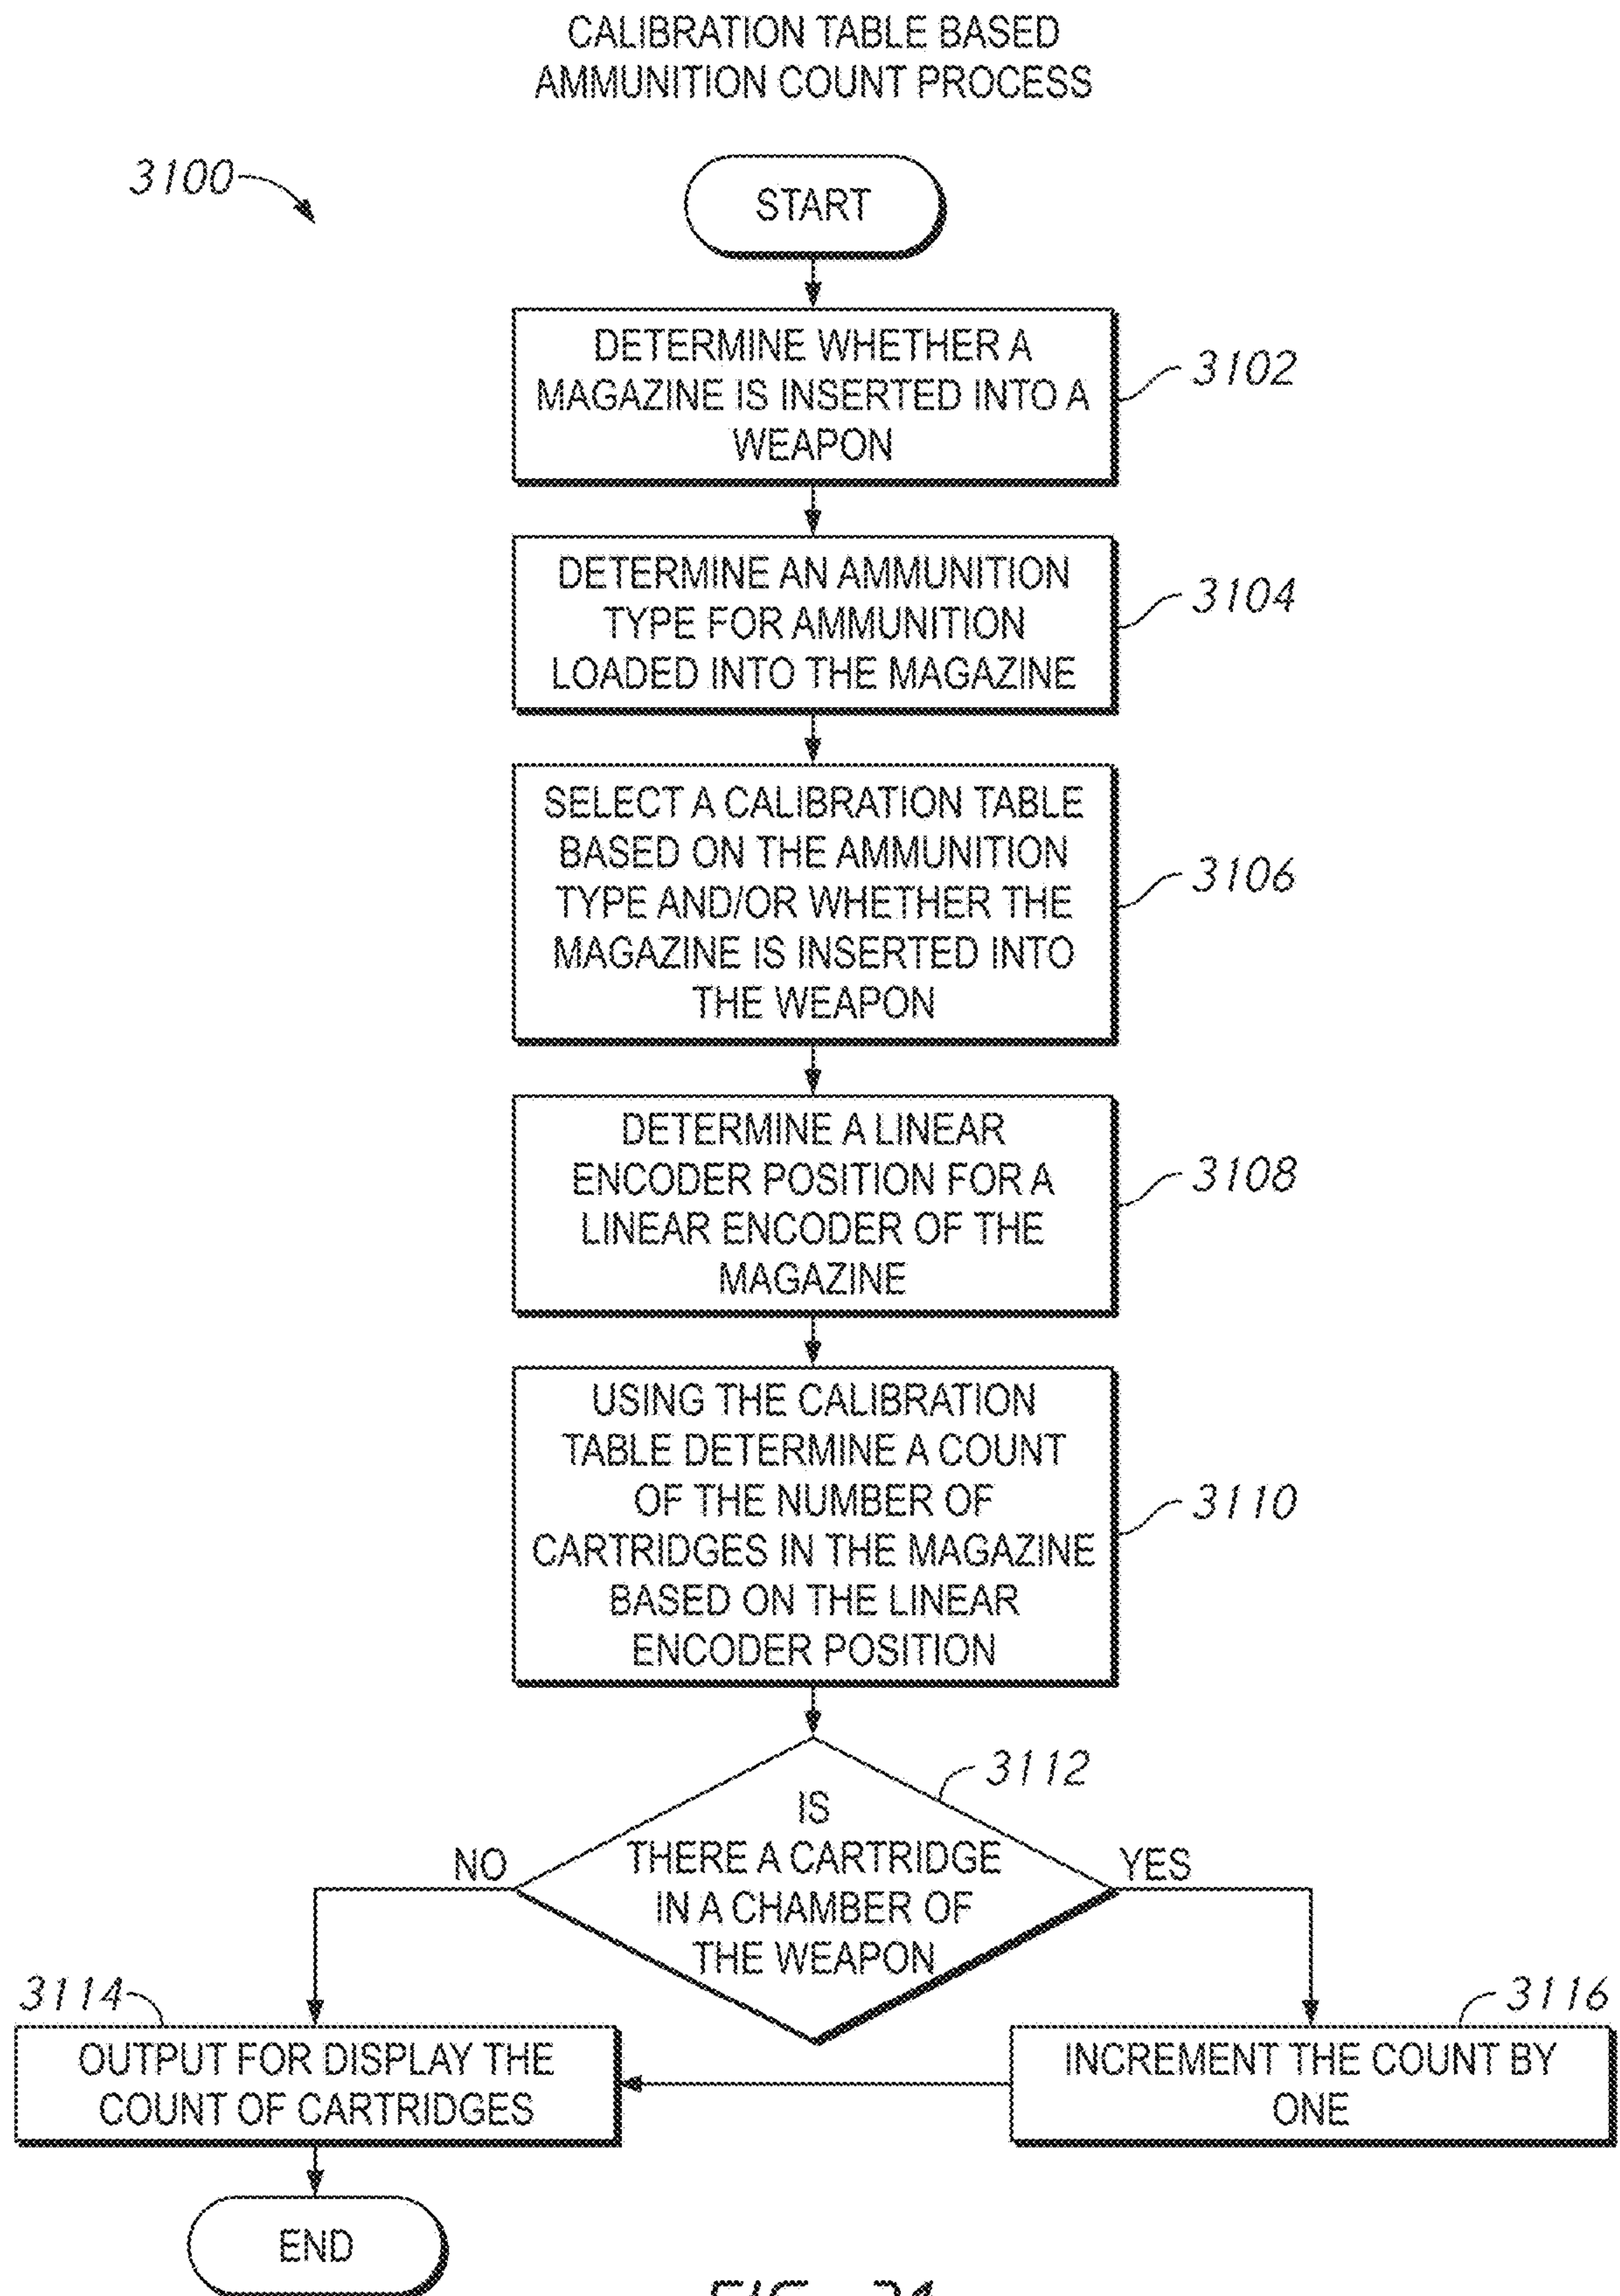 CALIBRATION TABLE BASED
AMMUNITION COUNT PROCESS
3100
START
DETERMINE WHETHER A
MAGAZINE IS INSERTED INTO A
WEAPON
3102
DETERMINE AN AMMUNITION
TYPE FOR AMMUNITION
LOADED INTO THE MAGAZINE
3104
SELECT A CALIBRATION TABLE
BASED ON THE AMMUNITION
TYPE AND/OR WHETHER THE
MAGAZINE IS INSERTED INTO
THE WEAPON
3106
DETERMINE A LINEAR
ENCODER POSITION FOR A
LINEAR ENCODER OF THE
MAGAZINE
3108
USING THE CALIBRATION
TABLE DETERMINE A COUNT
OF THE NUMBER OF
CARTRIDGES IN THE MAGAZINE
BASED ON THE LINEAR
ENCODER POSITION
3110
3112
IS
THERE A CARTRIDGE
IN A CHAMBER OF
THE WEAPON
NO
YES
3114
OUTPUT FOR DISPLAY THE
COUNT OF CARTRIDGES
3116
INCREMENT THE COUNT BY
ONE
END